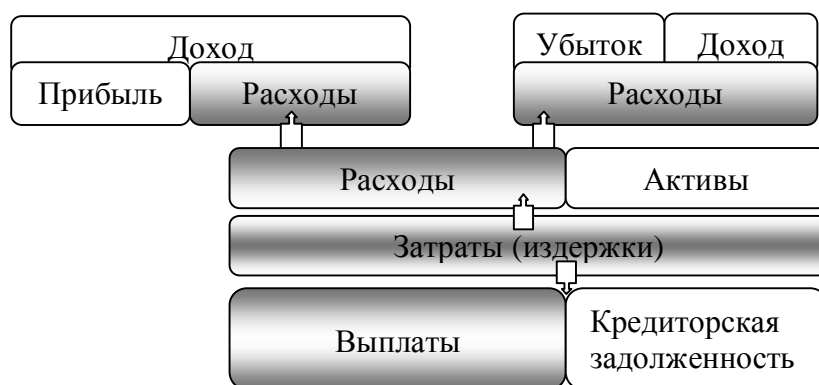 Доход
Убыток Доход
Прибыль Расходы
Расходы
Расходы Активы
Затраты (издержки)
Выплаты
Кредиторская
задолженность